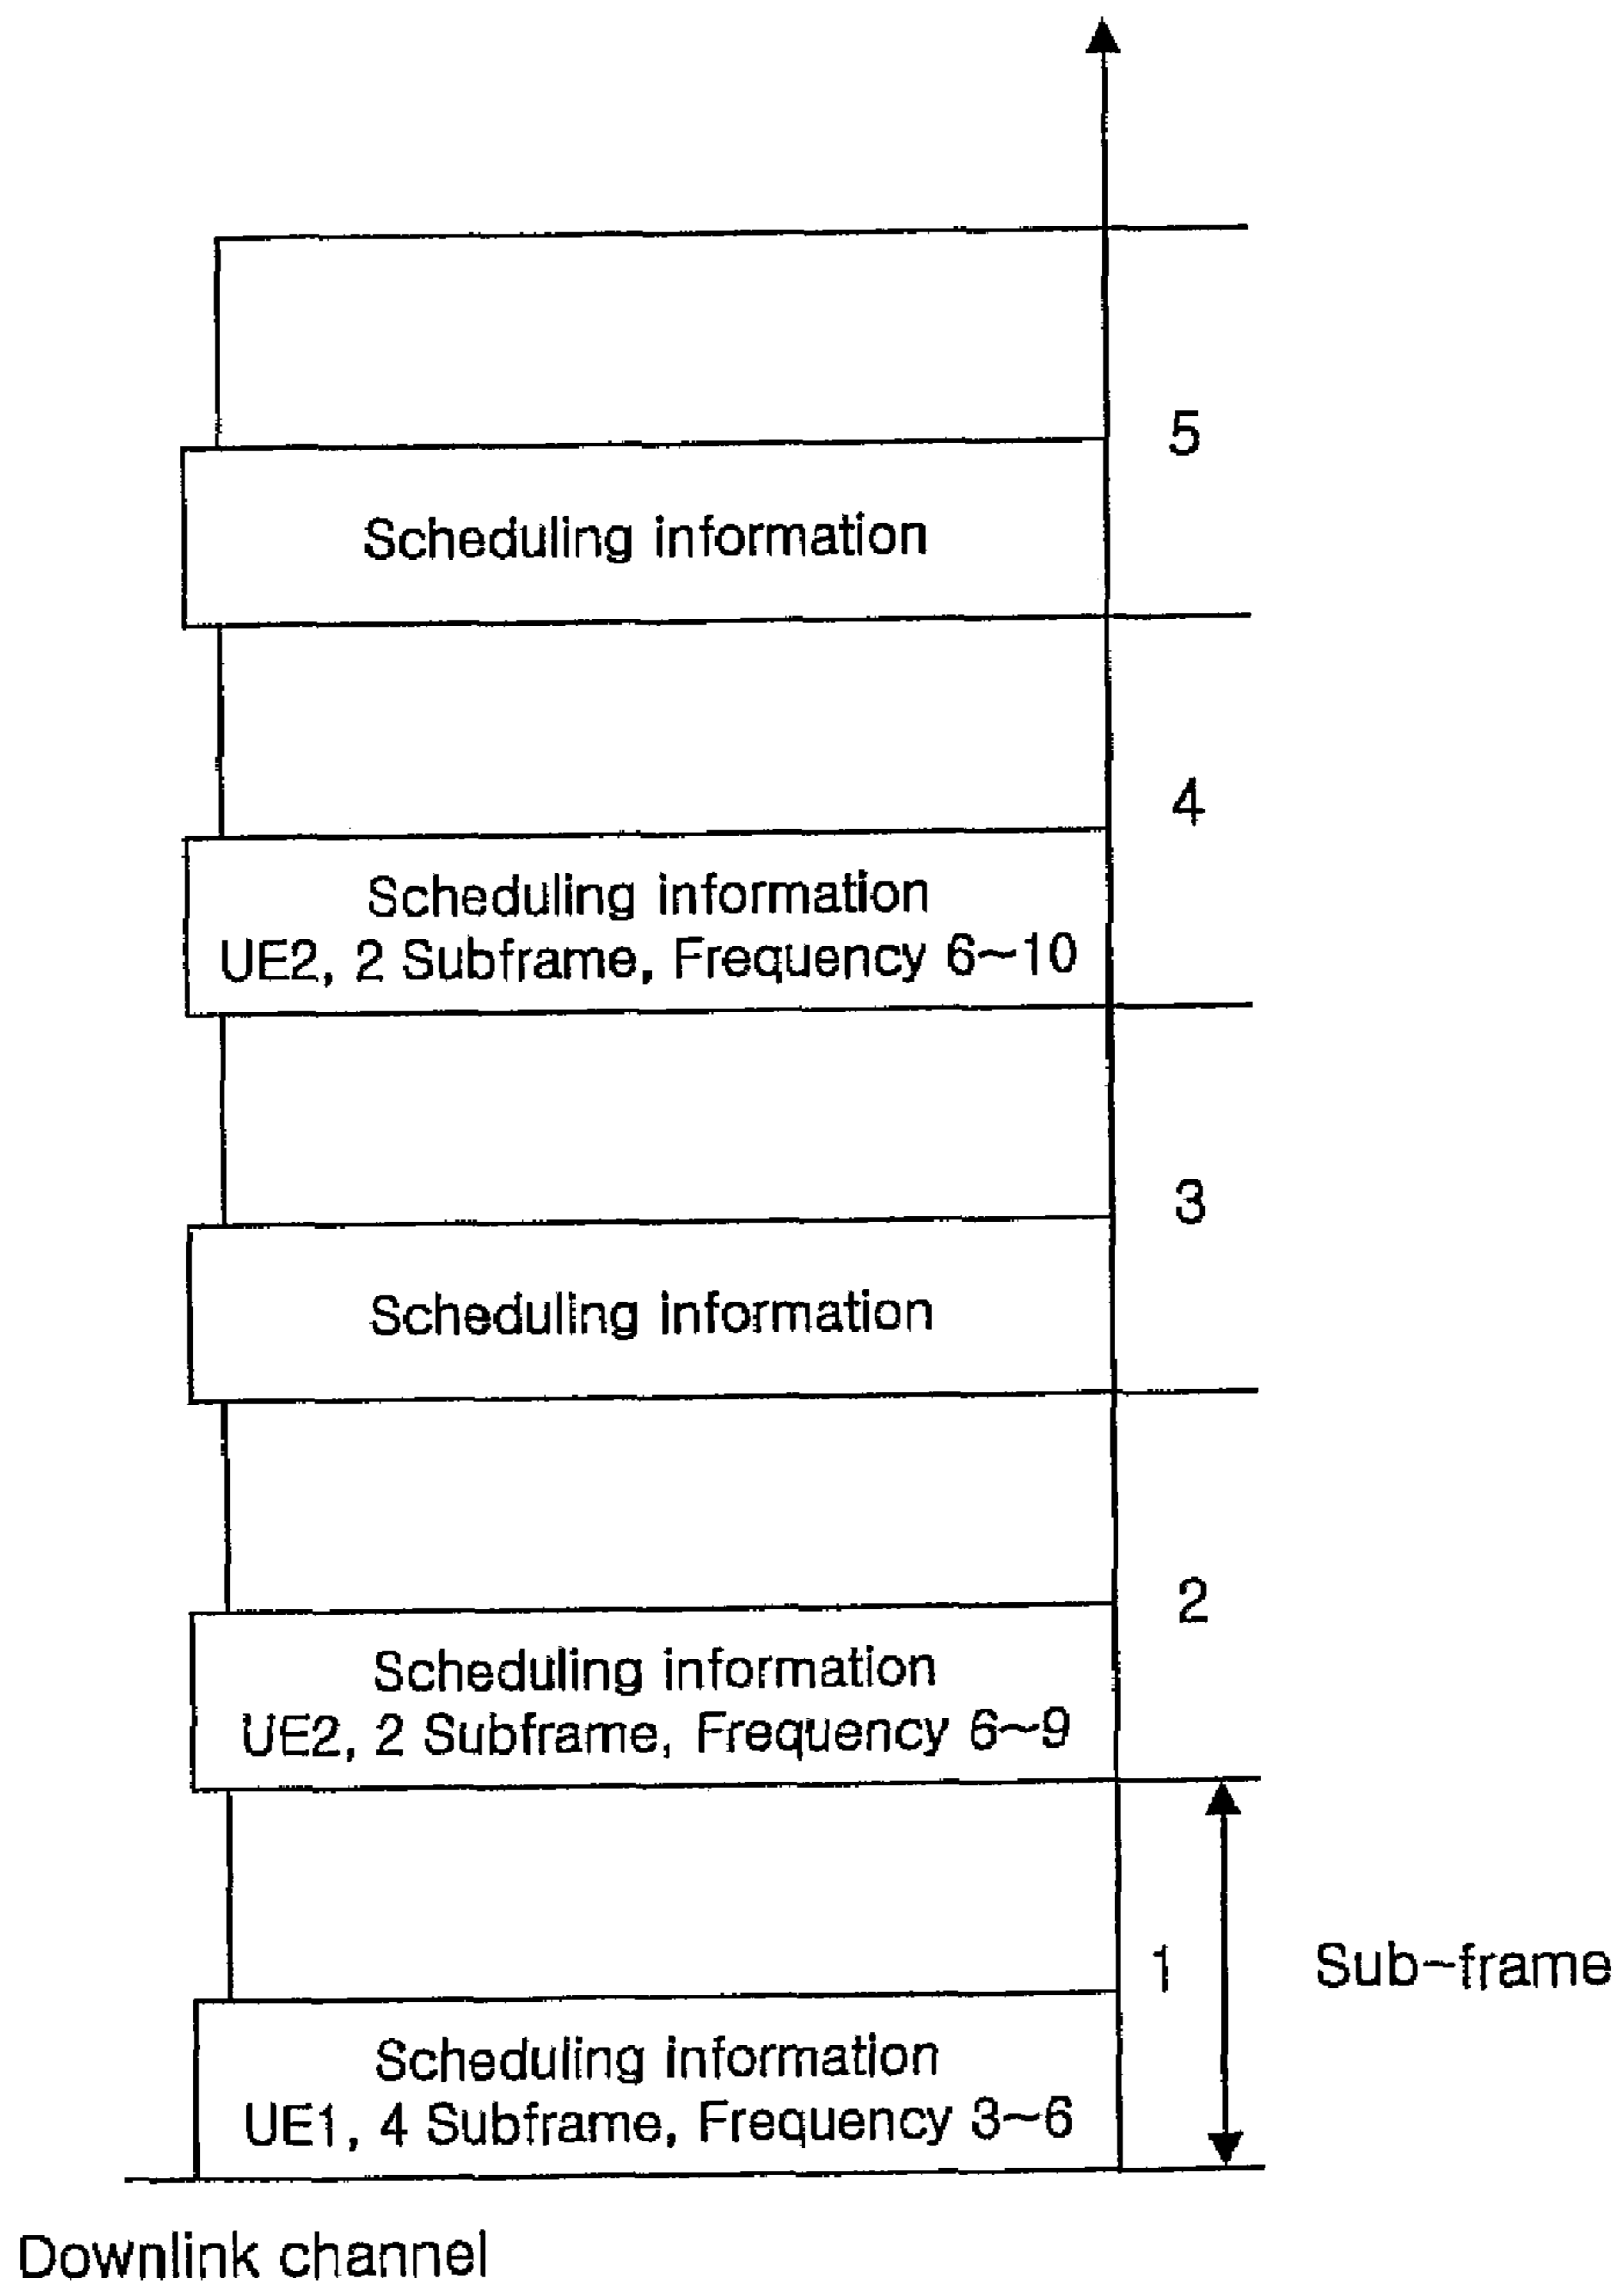 5
Scheduling information
4
Scheduling information
UE2, 2 Subframe, Frequency 6~10
3
Scheduling information
2
Scheduling information
UE2, 2 Subframe, Frequency 6~9
1
Sub-frame
Scheduling information
UE1, 4 Subframe, Frequency 3~6
Downlink channel